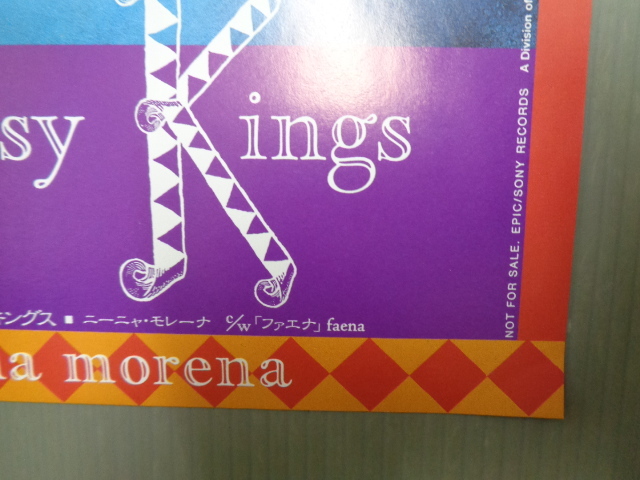 sy Kings
キングス ■ ニーニャ・モレーナ c/w「ファエナ」faena
na morena
NOT FOR SALE. EPIC/SONY RECORDS A Division of